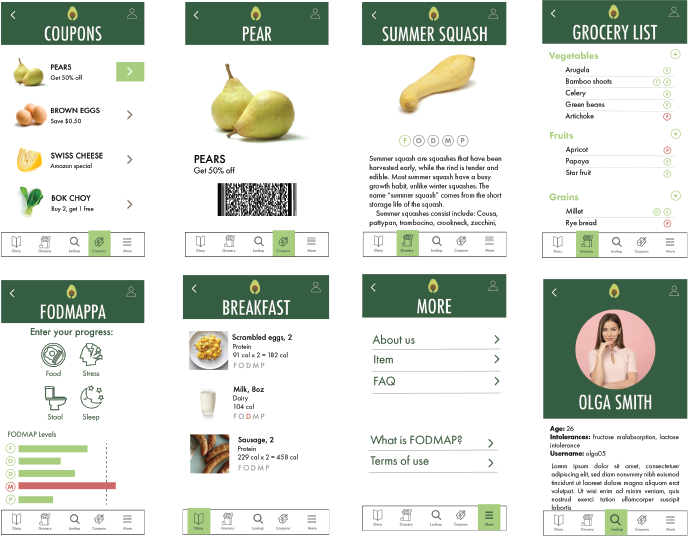 COUPONS
PEARS
Get 50% off
BROWN EGGS
Save $0.50
SWISS CHEESE
Amazon special
BOK CHOY
Buy 2, get 1 free
Diary Grocery Lookup Coupons More
PEAR
PEARS
Get 50% off
Diary Grocery Lookup Coupons More
SUMMER SQUASH
F O D M P
Summer squash are squashes that have been
harvested early, while the rind is tender and
edible. Most summer squash have a busy
growth habit, unlike winter squashes. The
name "summer squash" comes from the short
storage life of the squash.
Summer squashes consist include: Cousa,
pattypan, trombocino, crookneck, zucchini,
Diary Grocery Lookup Coupons More
GROCERY LIST
Vegetables
Arugula F
Bamboo shoots
Celery
Green beans
Artichoke
Fruits
Apricot
Papaya
Star fruit
Grains
Millet
Rye bread
Diary Grocery Lookup Coupons More
FODMAPPA
Enter your progress:
Food Stress
Stool Sleep
FODMAP Levels
F
O
D
M
P
Diary Grocery Lookup Coupons More
BREAKFAST
Scrambled eggs, 2
Protein
91 cal x 2 = 182 cal
F O D M P
Milk, 8oz
Dairy
104 cal
F O D M P
Sausage, 2
Protein
229 cal x 2 = 458 cal
F O D M P
Diary Grocery Lookup Coupons More
MORE
About us
Item
FAQ
What is FODMAP?
Terms of use
Diary Grocery Lookup Coupons More
OLGA SMITH
Age: 26
Intolerances: fructose malabsorption, lactose
intolerance
Username: olga05
Lorem ipsum dolor sit amet, consectetuer
adipiscing elit, sed diam nonummy nibh euismod
tincidunt ut laoreet dolore magna aliquam erat
volutpat. Ut wisi enim ad minim veniam, quis
nostrud exerci tation ullamcorper suscipit
lobortis
Diary Grocery Lookup Coupons More